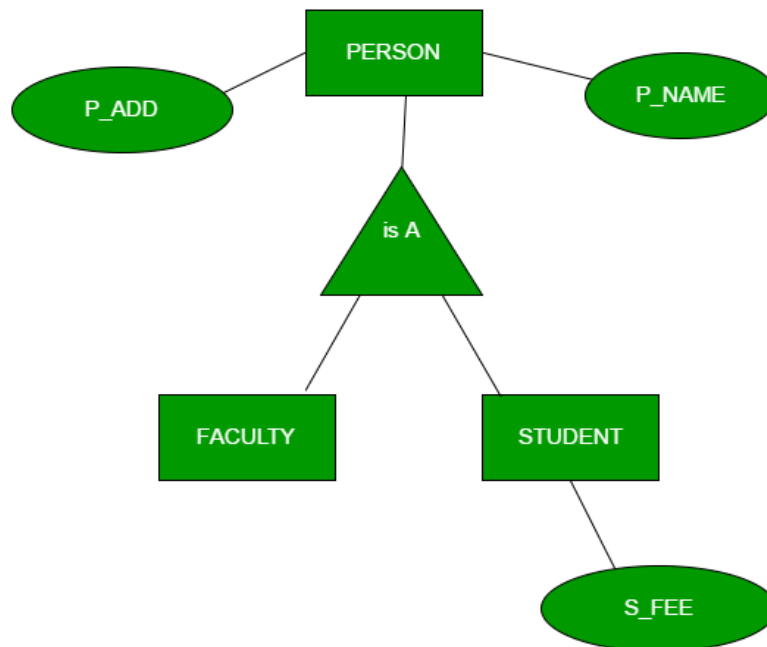 PERSON
P_ADD
P_NAME
is A
FACULTY
STUDENT
S_FEE